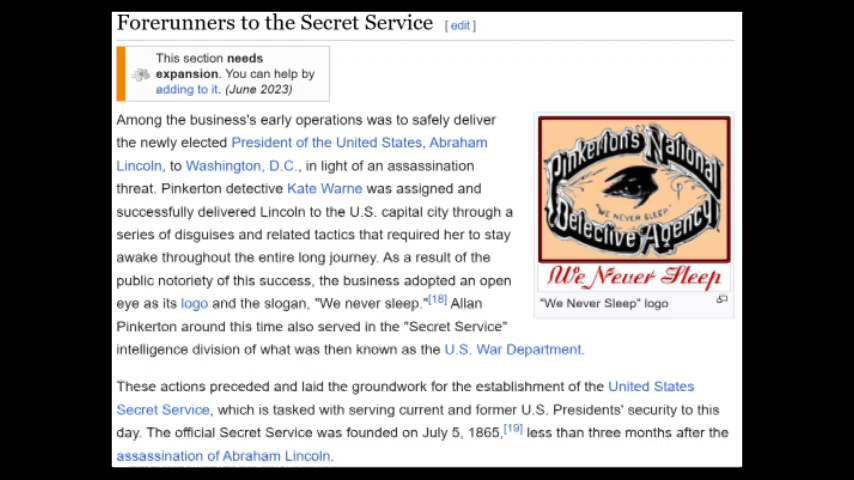 Forerunners to the Secret Service [ edit ]
This section needs
expansion. You can help by
adding to it. (June 2023)
Among the business's early operations was to safely deliver
the newly elected President of the United States, Abraham
Lincoln, to Washington, D.C., in light of an assassination
threat. Pinkerton detective Kate Warne was assigned and
successfully delivered Lincoln to the U.S. capital city through a
series of disguises and related tactics that required her to stay
awake throughout the entire long journey. As a result of the
public notoriety of this success, the business adopted an open
eye as its logo and the slogan, "We never sleep."[18] Allan
Pinkerton around this time also served in the "Secret Service"
intelligence division of what was then known as the U.S. War Department.
Pinkerton's National
"WE NEVER SLEEP"
Detective Agency
We Never Sleep
"We Never Sleep" logo
These actions preceded and laid the groundwork for the establishment of the United States
Secret Service, which is tasked with serving current and former U.S. Presidents' security to this
day. The official Secret Service was founded on July 5, 1865,[19] less than three months after the
assassination of Abraham Lincoln.